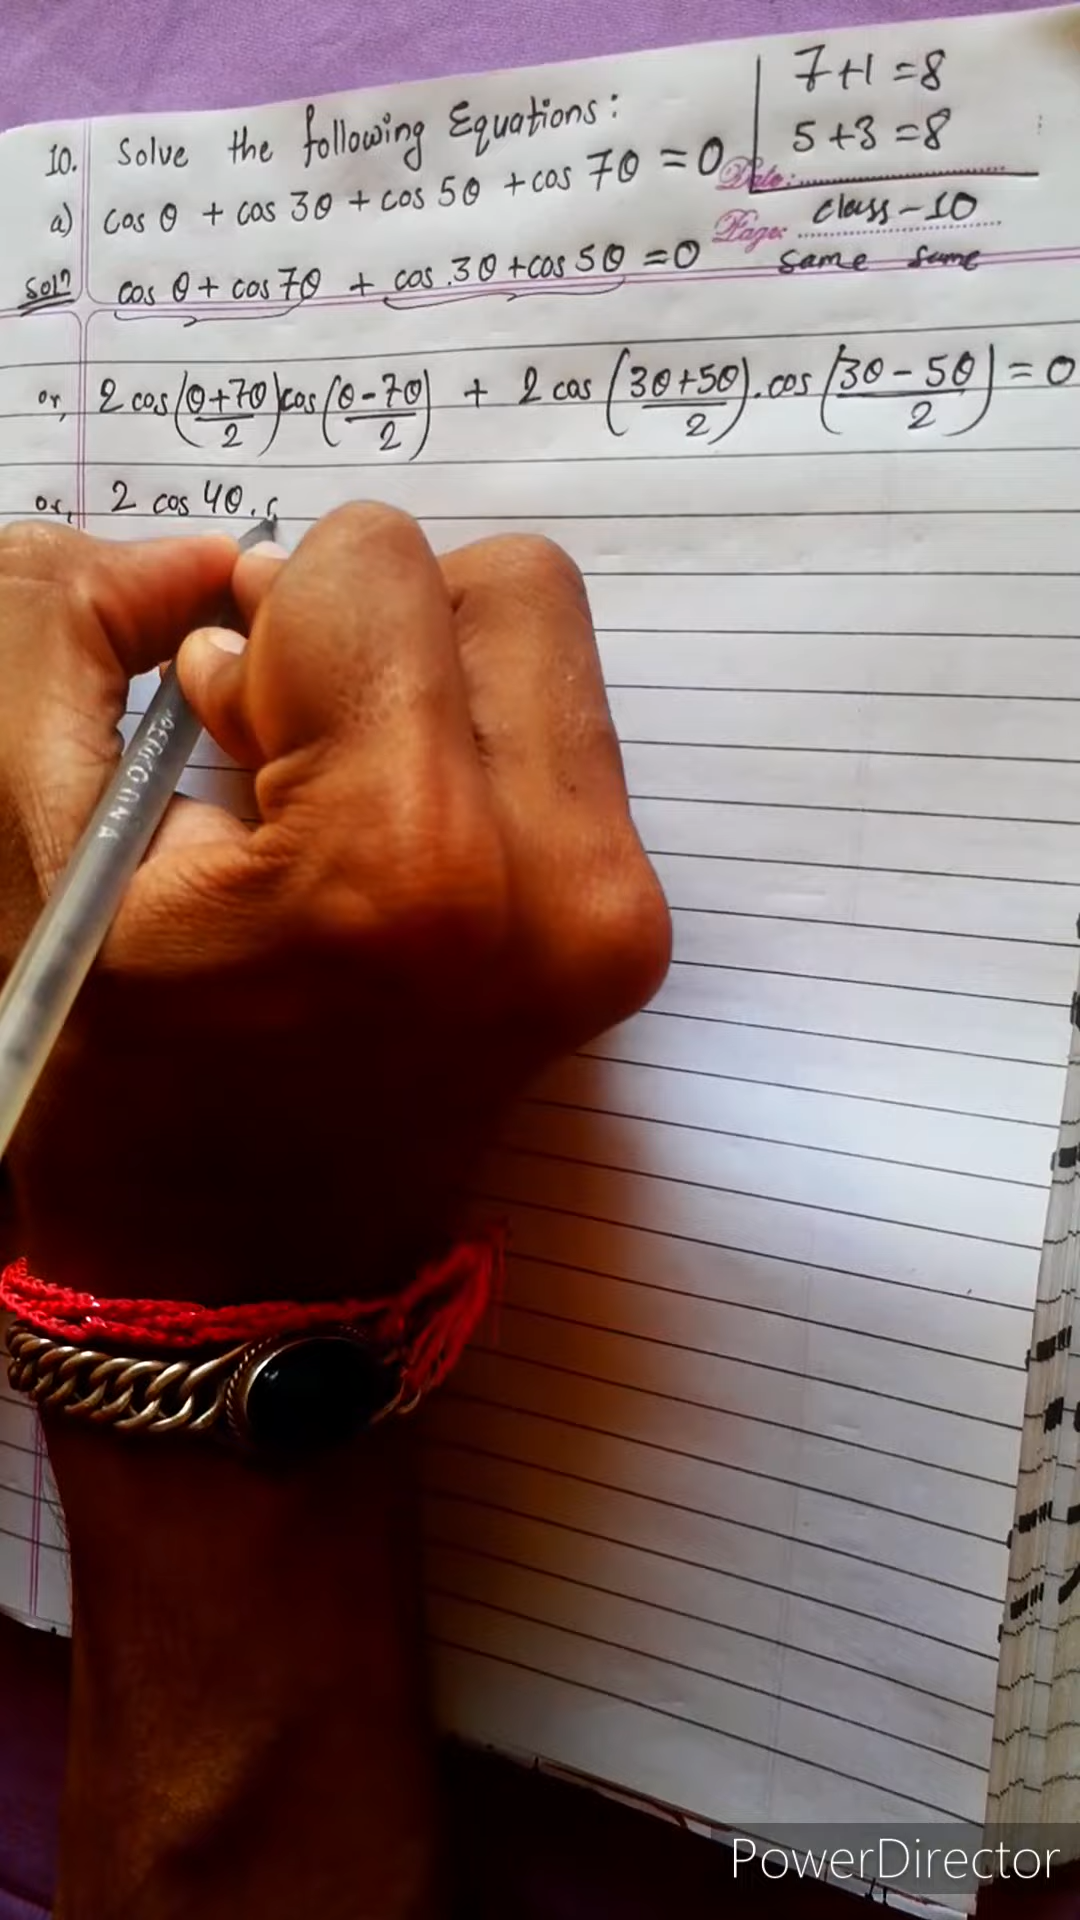 10. Solve the following Equations:
a) cos θ + cos 3θ + cos 5θ + cos 7θ = 0
7+1 =8
5+3 =8
Date:
Page: class-10
same same
Solⁿ cos θ + cos 7θ + cos 3θ + cos 5θ = 0
or, 2 cos (θ+7θ/2) cos (θ-7θ/2) + 2 cos (3θ+5θ/2).cos (3θ-5θ/2) = 0
or, 2 cos 4θ. c
PowerDirector